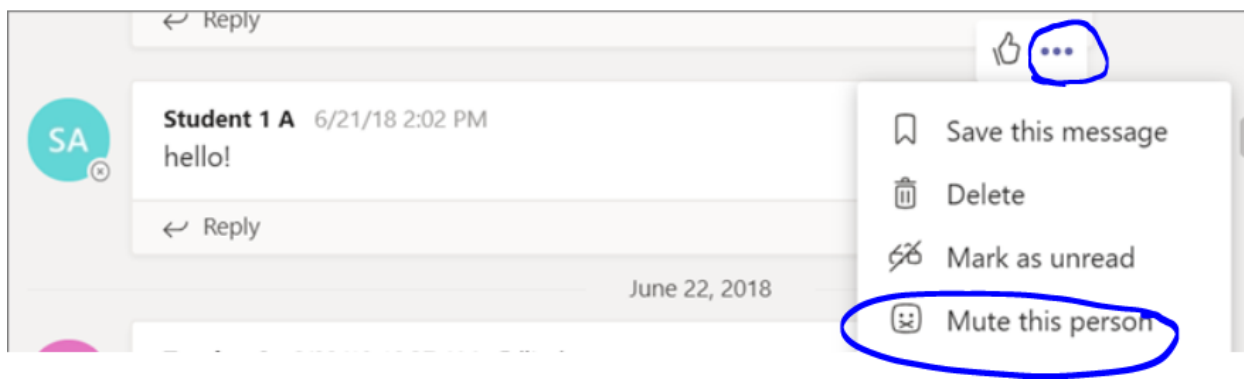 Reply
SA
Student 1 A 6/21/18 2:02 PM
hello!
Reply
Save this message
Delete
Mark as unread
Mute this person
June 22, 2018